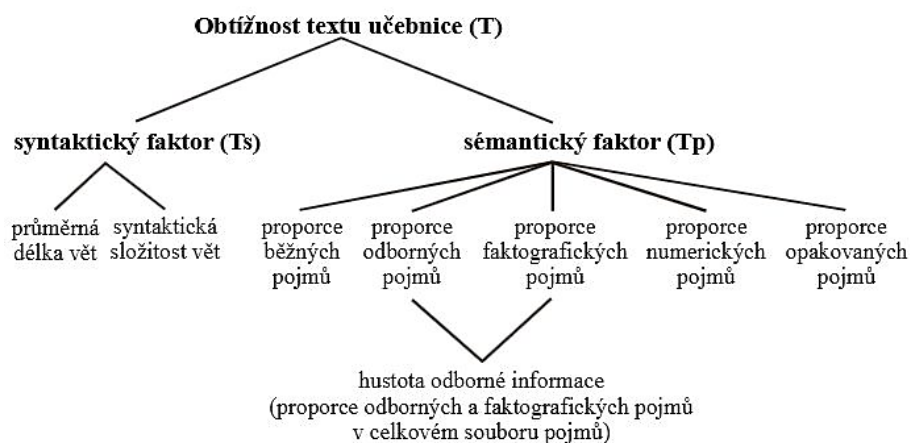 Obtížnost textu učebnice (T)
syntaktický faktor (Ts)
sémantický faktor (Tp)
průměrná
délka vět
syntaktická
složitost vět
proporce
běžných
pojmů
proporce
odborných
pojmů
proporce
faktografických
pojmů
proporce
numerických
pojmů
proporce
opakovaných
pojmů
hustota odborné informace
(proporce odborných a faktografických pojmů
v celkovém souboru pojmů)